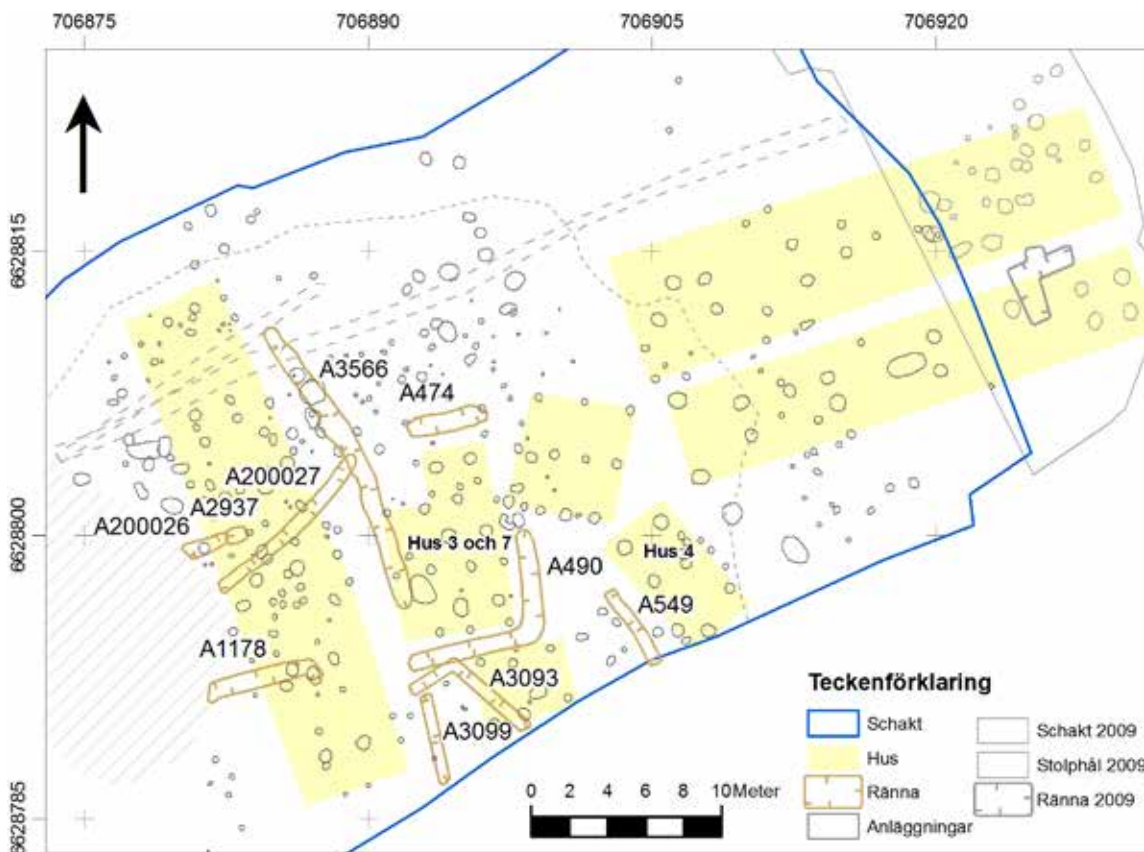 706875 706890 706905 706920
6628815
6628800
6628785
A3566
A474
A200027
A2937
A200026
Hus 3 och 7
Hus 4
A490
A549
A1178
A3093
A3099
Teckenförklaring
Schakt
Hus
Ränna
Anläggningar
Schakt 2009
Stolphål 2009
Ränna 2009
0 2 4 6 8 10 Meter